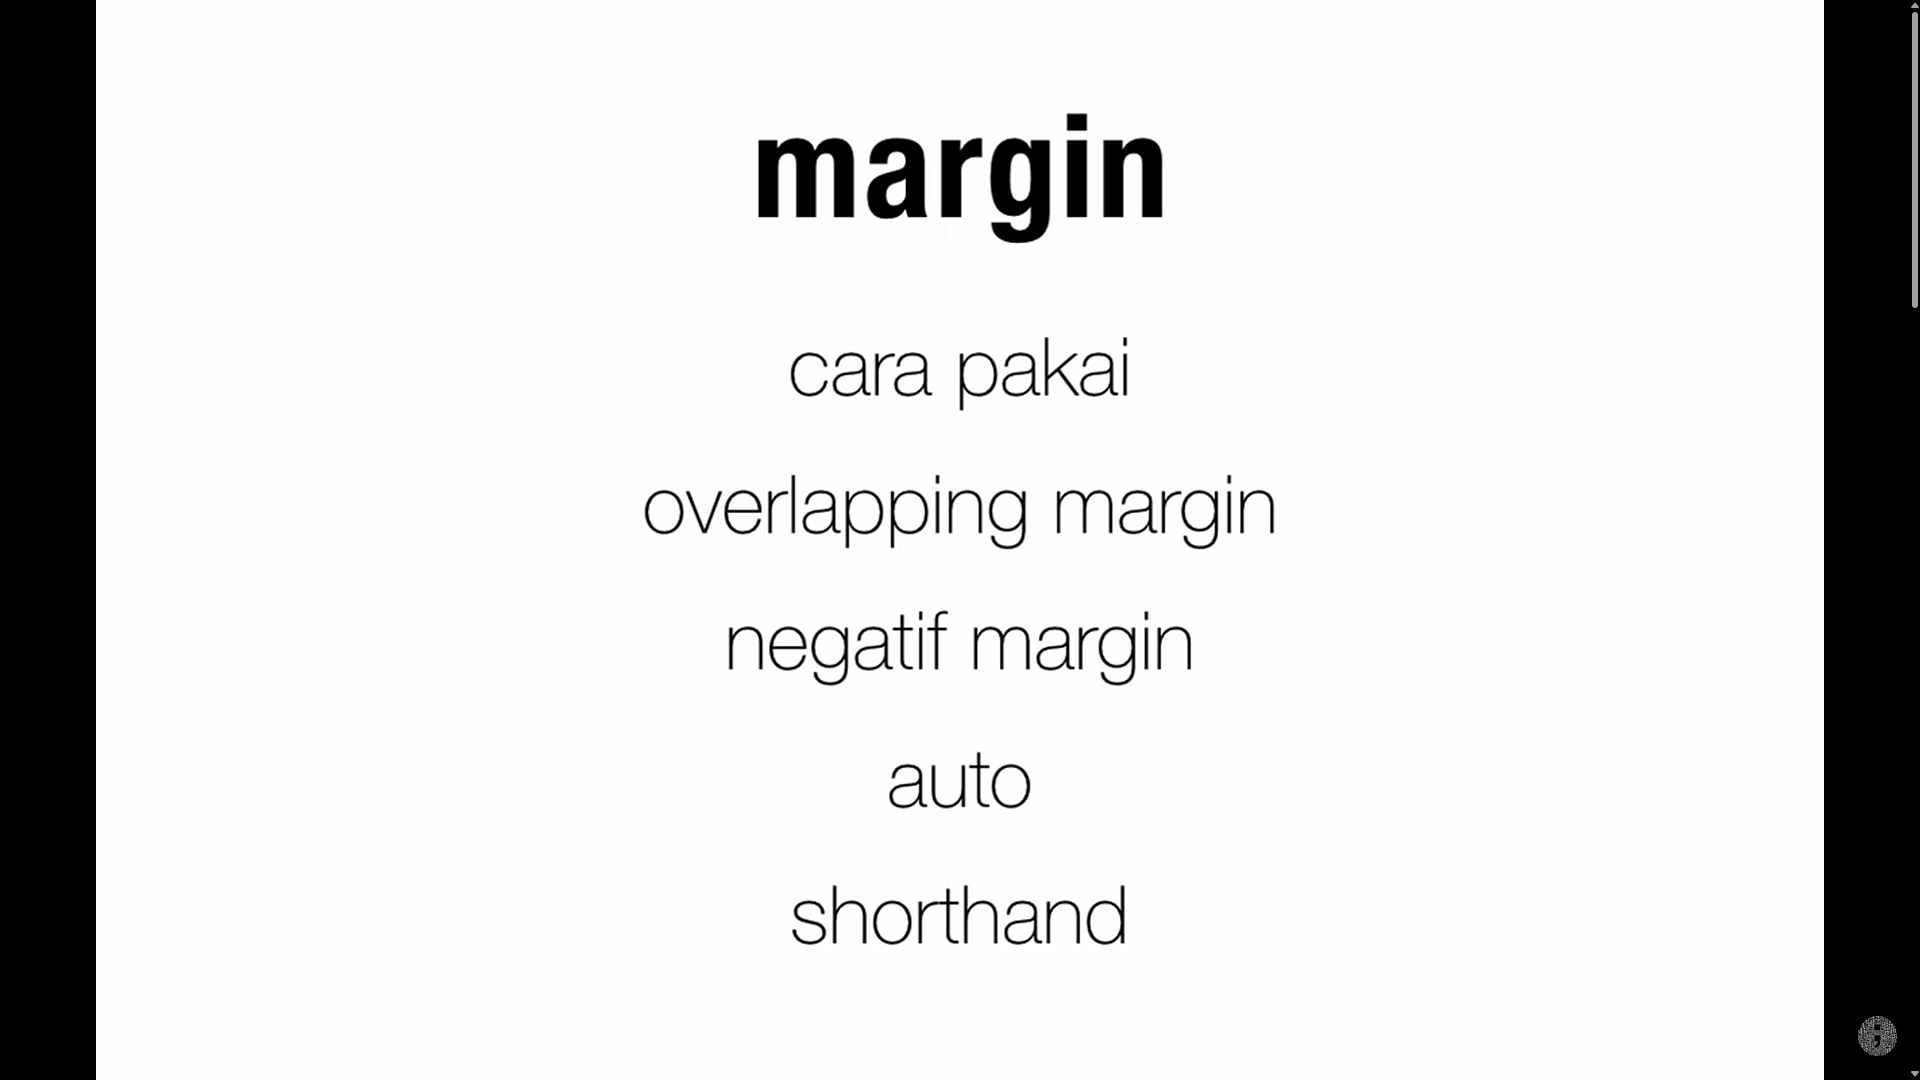 margin
cara pakai
overlapping margin
negatif margin
auto
shorthand